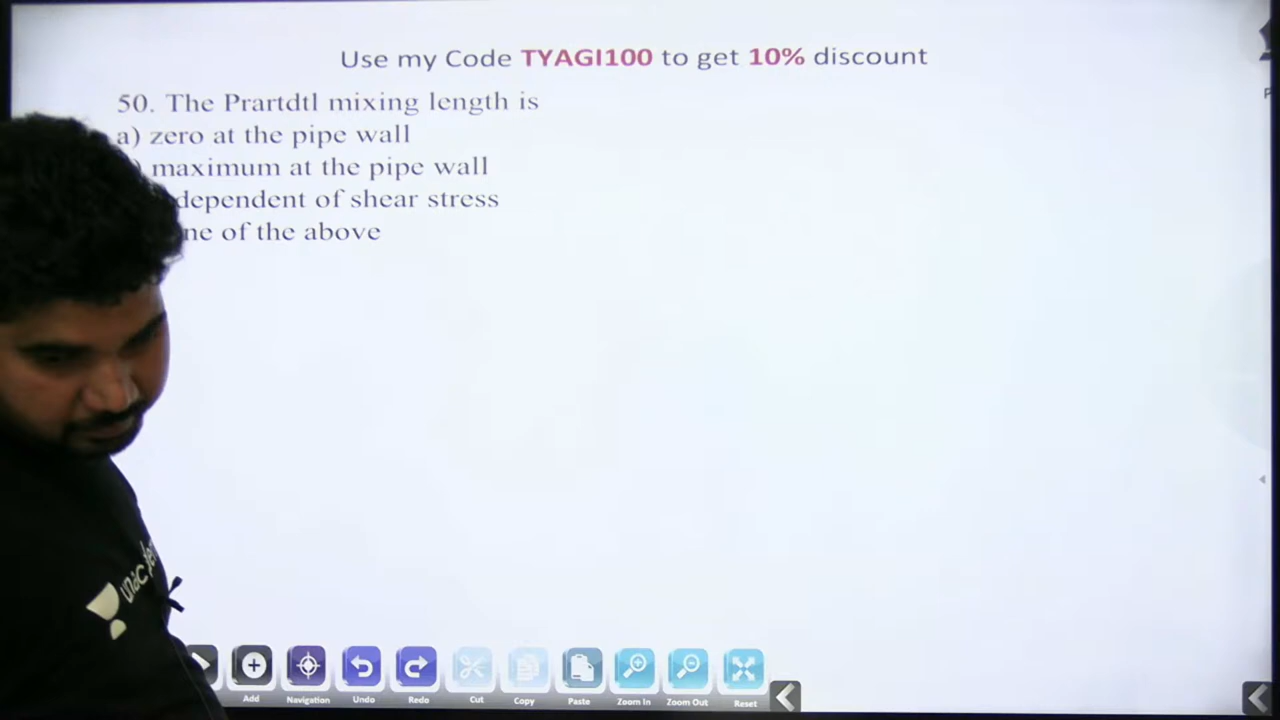 Use my Code TYAGI100 to get 10% discount
50. The Prartdtl mixing length is
a) zero at the pipe wall
) maximum at the pipe wall
dependent of shear stress
ne of the above
unac
Add Navigation Undo Redo Cut Copy Paste Zoom In Zoom Out Reset